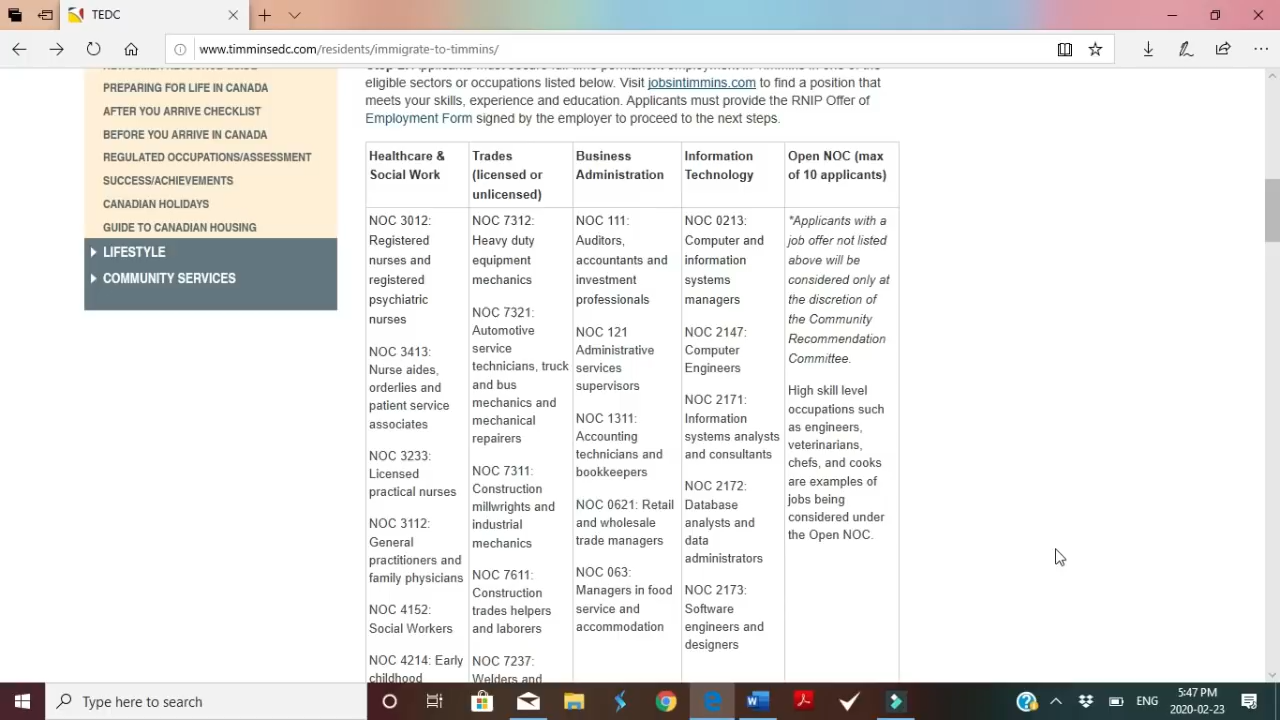 TEDC
www.timminsedc.com/residents/immigrate-to-timmins/
PREPARING FOR LIFE IN CANADA
AFTER YOU ARRIVE CHECKLIST
BEFORE YOU ARRIVE IN CANADA
REGULATED OCCUPATIONS/ASSESSMENT
SUCCESS/ACHIEVEMENTS
CANADIAN HOLIDAYS
GUIDE TO CANADIAN HOUSING
LIFESTYLE
COMMUNITY SERVICES
eligible sectors or occupations listed below. Visit jobsintimmins.com to find a position that
meets your skills, experience and education. Applicants must provide the RNIP Offer of
Employment Form signed by the employer to proceed to the next steps.
Healthcare &
Social Work
NOC 3012:
Registered
nurses and
registered
psychiatric
nurses
NOC 3413:
Nurse aides,
orderlies and
patient service
associates
NOC 3233:
Licensed
practical nurses
NOC 3112:
General
practitioners and
family physicians
NOC 4152:
Social Workers
NOC 4214: Early
childhood
Trades
(licensed or
unlicensed)
NOC 7312:
Heavy duty
equipment
mechanics
NOC 7321:
Automotive
service
technicians, truck
and bus
mechanics and
mechanical
repairers
NOC 7311:
Construction
millwrights and
industrial
mechanics
NOC 7611:
Construction
trades helpers
and laborers
NOC 7237:
Welders and
Business
Administration
NOC 111:
Auditors,
accountants and
investment
professionals
NOC 121
Administrative
services
supervisors
NOC 1311:
Accounting
technicians and
bookkeepers
NOC 0621: Retail
and wholesale
trade managers
NOC 063:
Managers in food
service and
accommodation
Information
Technology
NOC 0213:
Computer and
information
systems
managers
NOC 2147:
Computer
Engineers
NOC 2171:
Information
systems analysts
and consultants
NOC 2172:
Database
analysts and
data
administrators
NOC 2173:
Software
engineers and
designers
Open NOC (max
of 10 applicants)
*Applicants with a
job offer not listed
above will be
considered only at
the discretion of
the Community
Recommendation
Committee.
High skill level
occupations such
as engineers,
veterinarians,
chefs, and cooks
are examples of
jobs being
considered under
the Open NOC.
Type here to search
ENG
5:47 PM
2020-02-23